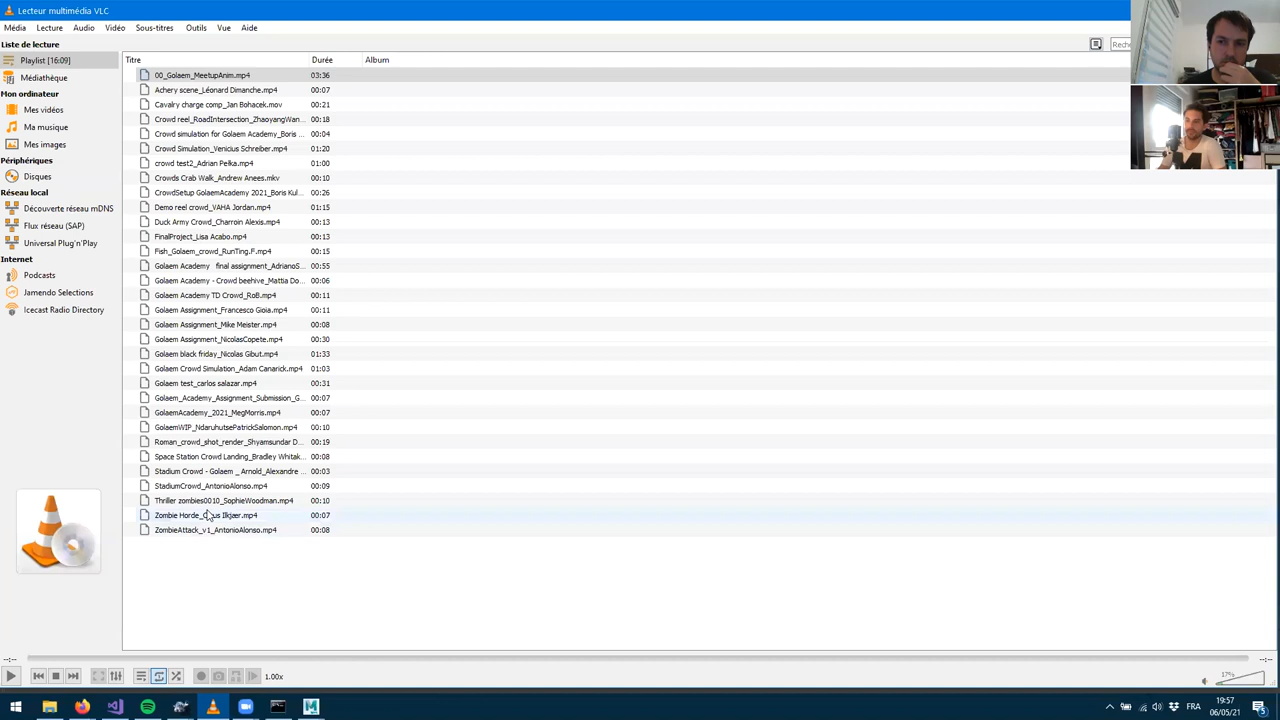 Lecteur multimédia VLC
Média Lecture Audio Vidéo Sous-titres Outils Vue Aide
Liste de lecture
Playlist [16:09]
Médiathèque
Mon ordinateur
Mes vidéos
Ma musique
Mes images
Périphériques
Disques
Réseau local
Découverte réseau mDNS
Flux réseau (SAP)
Universal Plug'n'Play
Internet
Podcasts
Jamendo Selections
Icecast Radio Directory
Rech
Titre Durée Album
00_Golaem_MeetupAnim.mp4 03:36
Achery scene_Léonard Dimanche.mp4 00:07
Cavalry charge comp_Jan Bohacek.mov 00:21
Crowd reel_RoadIntersection_ZhaoyangWan... 00:18
Crowd simulation for Golaem Academy_Boris ... 00:04
Crowd Simulation_Venicius Schreiber.mp4 01:20
crowd test2_Adrian Pełka.mp4 01:00
Crowds Crab Walk_Andrew Anees.mkv 00:10
CrowdSetup GolaemAcademy 2021_Boris Kul... 00:26
Demo reel crowd_VAHA Jordan.mp4 01:15
Duck Army Crowd_Charroin Alexis.mp4 00:13
FinalProject_Lisa Acabo.mp4 00:13
Fish_Golaem_crowd_RunTing.F.mp4 00:15
Golaem Academy final assignment_AdrianoS... 00:55
Golaem Academy - Crowd beehive_Mattia Do... 00:06
Golaem Academy TD Crowd_RoB.mp4 00:11
Golaem Assignment_Francesco Gioia.mp4 00:11
Golaem Assignment_Mike Meister.mp4 00:08
Golaem Assignment_NicolasCopete.mp4 00:30
Golaem black friday_Nicolas Gibut.mp4 01:33
Golaem Crowd Simulation_Adam Canarick.mp4 01:03
Golaem test_carlos salazar.mp4 00:31
Golaem_Academy_Assignment_Submission_G... 00:07
GolaemAcademy_2021_MegMorris.mp4 00:07
GolaemWIP_NdaruhutsePatrickSalomon.mp4 00:10
Roman_crowd_shot_render_Shyamsundar D... 00:19
Space Station Crowd Landing_Bradley Whitak... 00:08
Stadium Crowd - Golaem _ Arnold_Alexandre ... 00:03
StadiumCrowd_AntonioAlonso.mp4 00:09
Thriller zombies0010_SophieWoodman.mp4 00:10
Zombie Horde_ Ilkjær.mp4 00:07
ZombieAttack_v1_AntonioAlonso.mp4 00:08
--:-- --:--
1.00x 17%
FRA 19:57
06/05/21 5